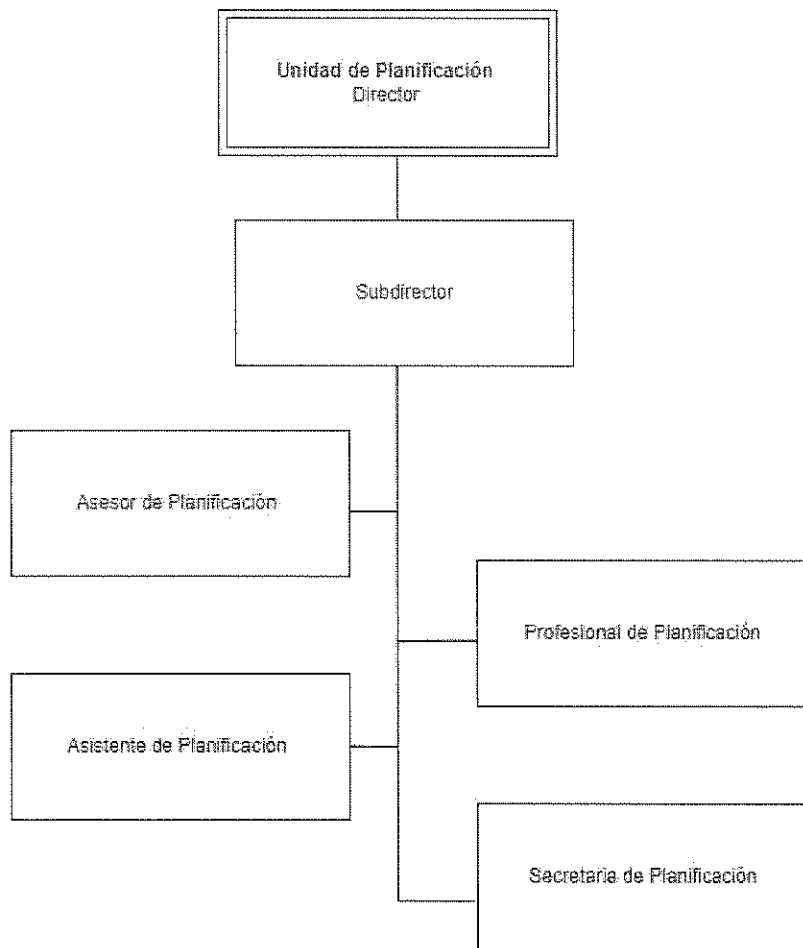 Unidad de Planificación
Director
Subdirector
Asesor de Planificación
Profesional de Planificación
Asistente de Planificación
Secretaria de Planificación